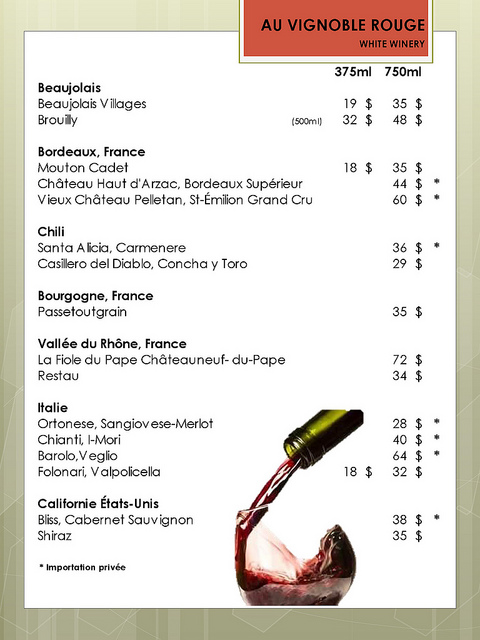 AU VIGNOBLE ROUGE
WHITE WINERY
375ml 750ml
Beaujolais
Beaujolais Villages 19 $ 35 $
Brouilly (500ml) 32 $ 48 $
Bordeaux, France
Mouton Cadet 18 $ 35 $
Château Haut d'Arzac, Bordeaux Supérieur 44 $ *
Vieux Château Pelletan, St-Émilion Grand Cru 60 $ *
Chili
Santa Alicia, Carmenere 36 $ *
Casillero del Diablo, Concha y Toro 29 $
Bourgogne, France
Passetoutgrain 35 $
Vallée du Rhône, France
La Fiole du Pape Châteauneuf- du-Pape 72 $
Restau 34 $
Italie
Ortonese, Sangiovese-Merlot 28 $ *
Chianti, I-Mori 40 $ *
Barolo,Veglio 64 $ *
Folonari, Valpolicella 18 $ 32 $
Californie États-Unis
Bliss, Cabernet Sauvignon 38 $ *
Shiraz 35 $
* Importation privée